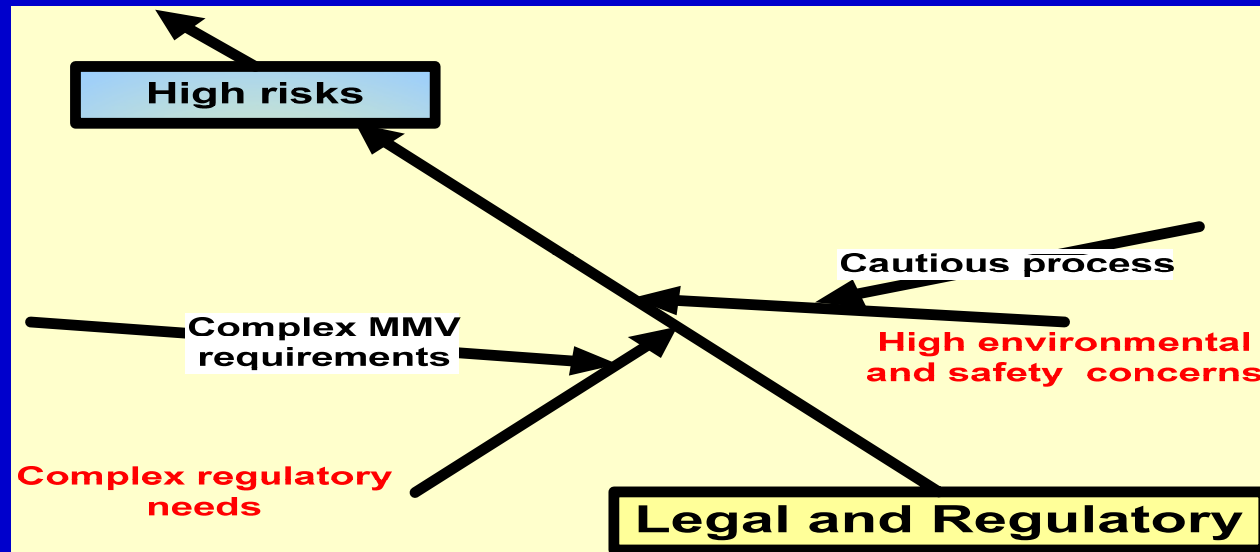 High risks
Cautious process
Complex MMV
requirements
High environmental
and safety concerns
Complex regulatory
needs
Legal and Regulatory